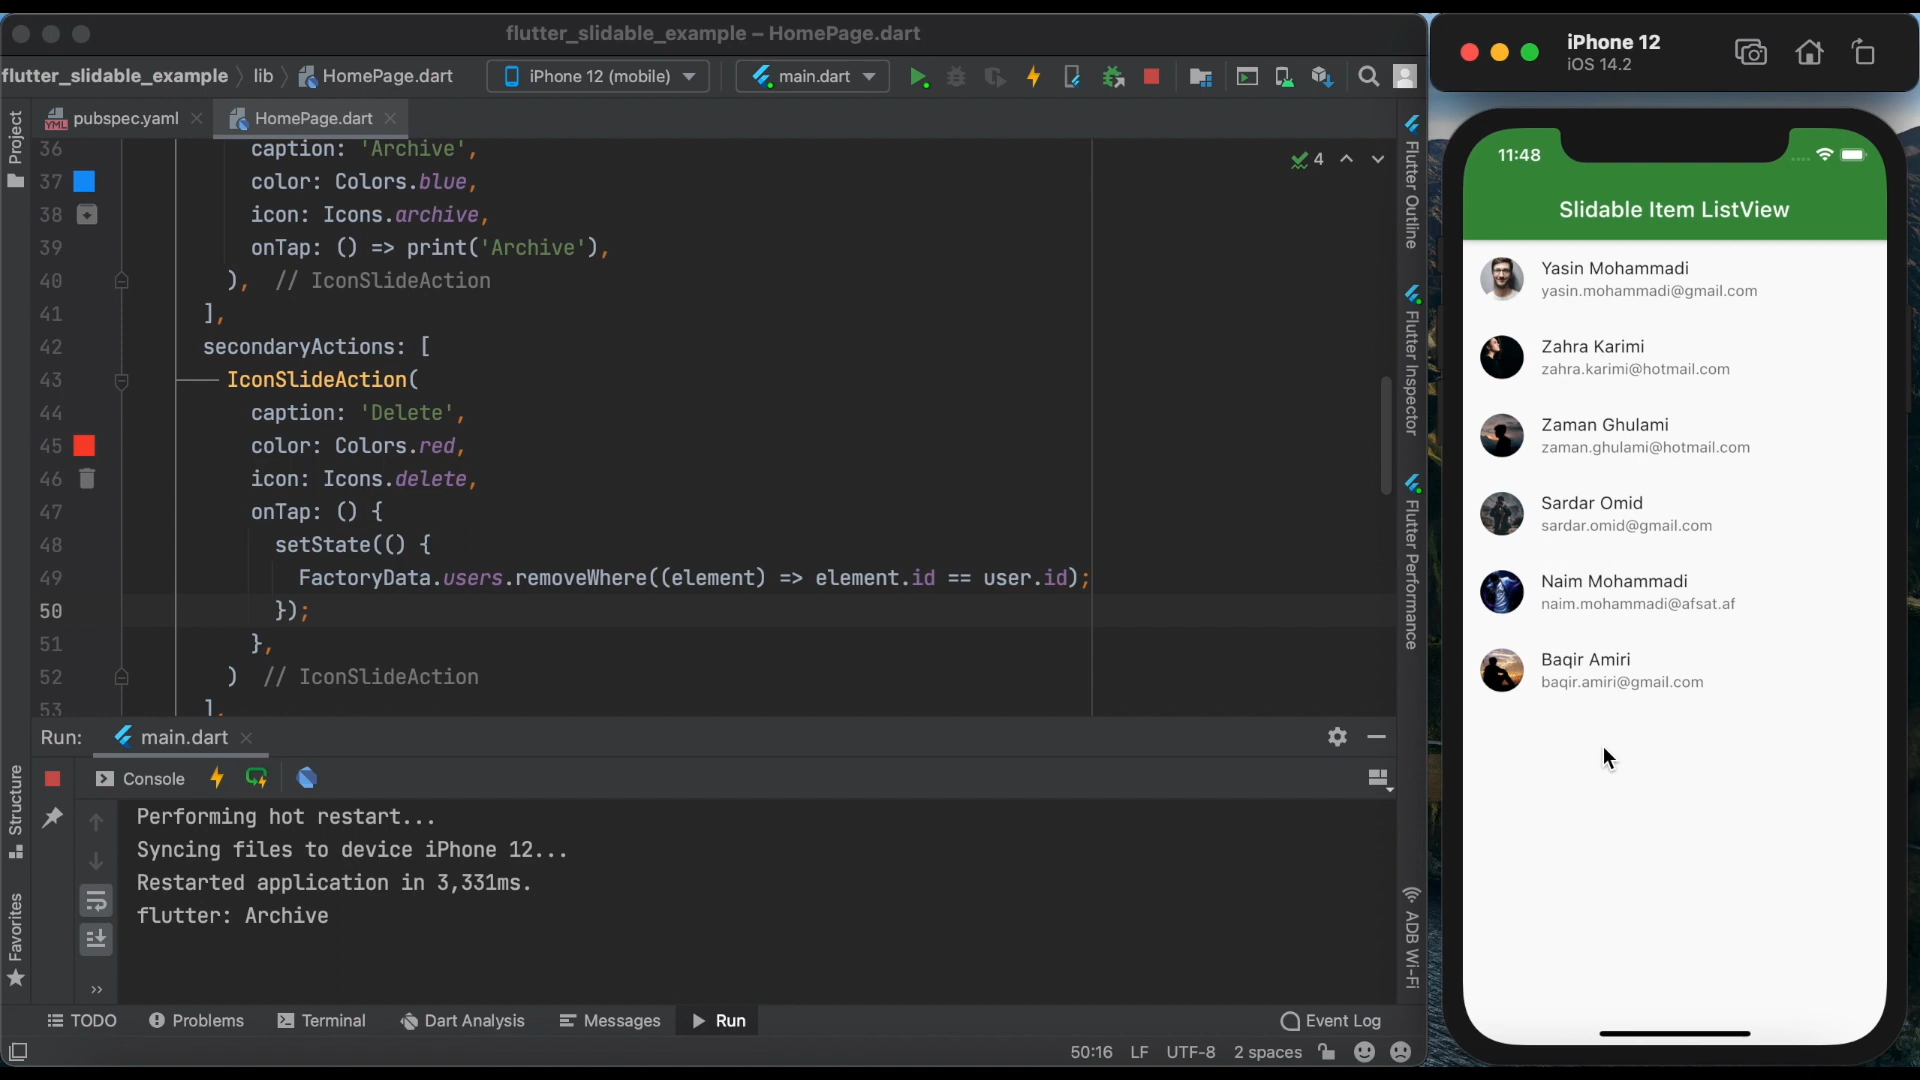 flutter_slidable_example – HomePage.dart
flutter_slidable_example
lib
HomePage.dart
iPhone 12 (mobile)
main.dart
Project
YML
pubspec.yaml
HomePage.dart
36 caption: 'Archive',
37 color: Colors.blue,
38 icon: Icons.archive,
39 onTap: () => print('Archive'),
40 ), // IconSlideAction
41 ],
42 secondaryActions: [
43 IconSlideAction(
44 caption: 'Delete',
45 color: Colors.red,
46 icon: Icons.delete,
47 onTap: () {
48 setState(() {
49 FactoryData.users.removeWhere((element) => element.id == user.id);
50 });
51 },
52 ) // IconSlideAction
53 ],
4
Flutter Outline
Flutter Inspector
Flutter Performance
ADB Wi-Fi
Run:
main.dart
Console
Structure
Favorites
Performing hot restart...
Syncing files to device iPhone 12...
Restarted application in 3,331ms.
flutter: Archive
TODO
Problems
Terminal
Dart Analysis
Messages
Run
Event Log
50:16
LF
UTF-8
2 spaces
iPhone 12
iOS 14.2
11:48
Slidable Item ListView
Yasin Mohammadi
yasin.mohammadi@gmail.com
Zahra Karimi
zahra.karimi@hotmail.com
Zaman Ghulami
zaman.ghulami@hotmail.com
Sardar Omid
sardar.omid@gmail.com
Naim Mohammadi
naim.mohammadi@afsat.af
Baqir Amiri
baqir.amiri@gmail.com